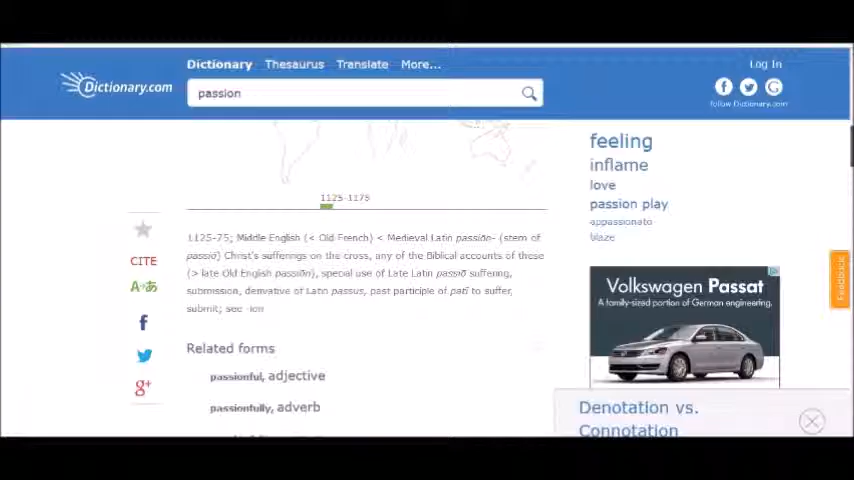 Dictionary Thesaurus Translate More...
Log In
Dictionary.com
passion
follow Dictionary.com
feeling
inflame
love
passion play
appassionato
blaze
1125-1175
1125-75; Middle English (< Old French) < Medieval Latin passiōn- (stem of
passiō) Christ's sufferings on the cross, any of the Biblical accounts of these
(> late Old English passiōn), special use of Late Latin passiō suffering,
submission, derivative of Latin passus, past participle of patī to suffer,
submit; see -ion
CITE
Related forms
passionful, adjective
passionfully, adverb
Volkswagen Passat
A family-sized portion of German engineering.
Feedback
Denotation vs.
Connotation